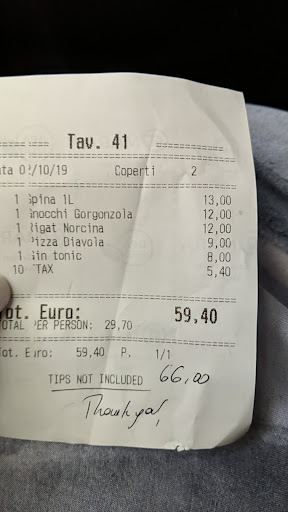 Tav. 41
ata 0!/10/19 Coperti 2
1 Spina 1L 13,00
1 Gnocchi Gorgonzola 12,00
1 Rigat Norcina 12,00
1 Pizza Diavola 9,00
1 Gin tonic 8,00
10 %TAX 5,40
Tot. Euro: 59,40
TOTAL PER PERSON: 29,70
Tot. Euro: 59,40 P. 1/1
TIPS NOT INCLUDED 66,00
Thank you,